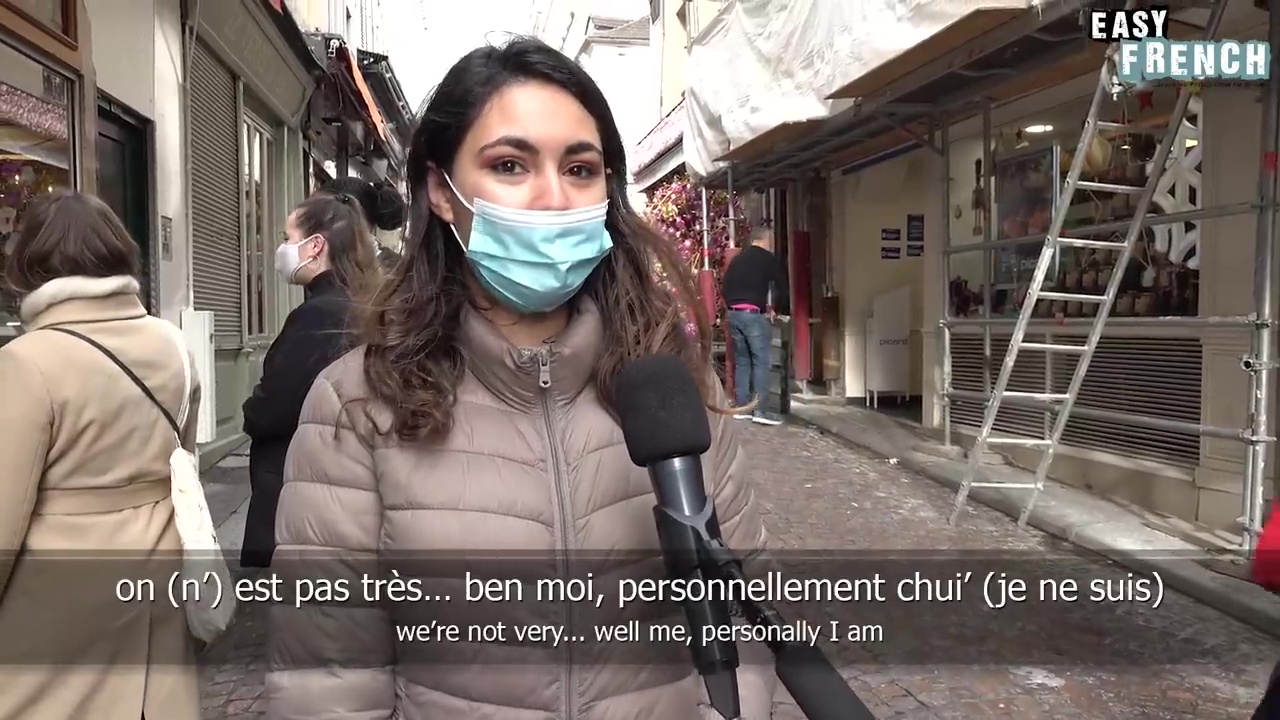 EASY
FRENCH
picard
on (n’) est pas très... ben moi, personnellement chui’ (je ne suis)
we’re not very... well me, personally I am